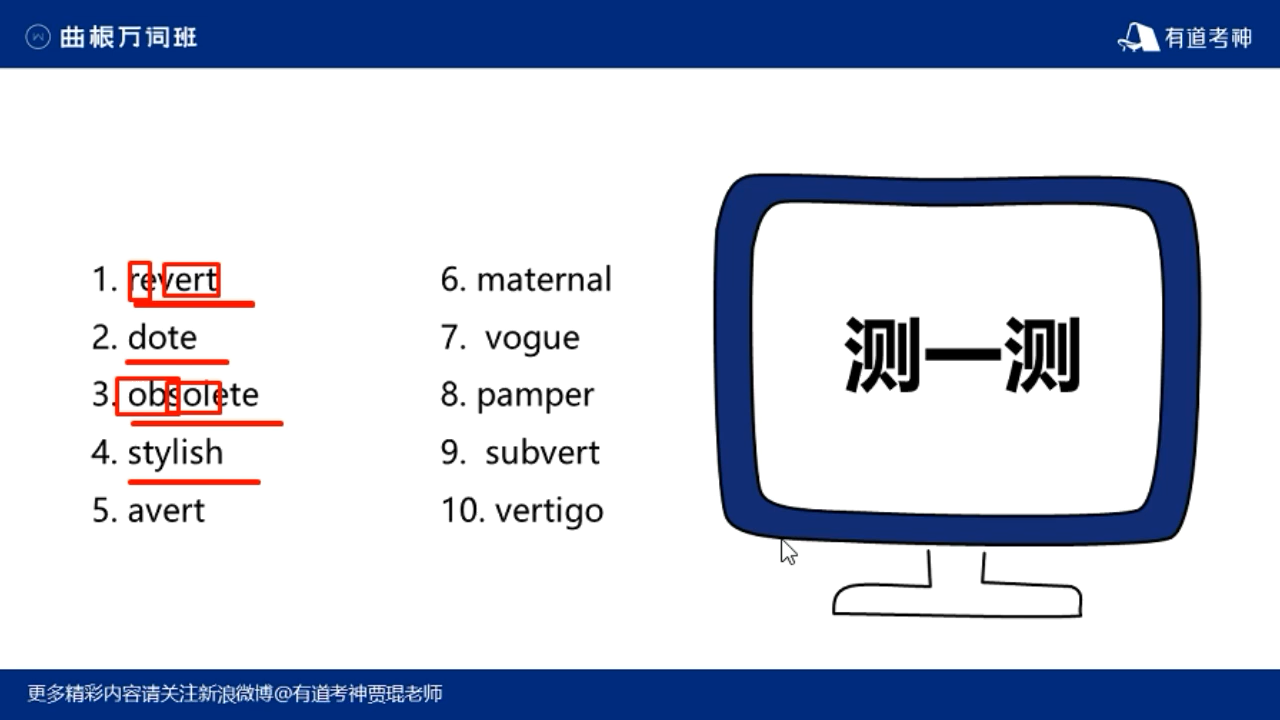 曲根万词班
有道考神
1. revert
2. dote
3. obsolete
4. stylish
5. avert
6. maternal
7. vogue
8. pamper
9. subvert
10. vertigo
测一测
更多精彩内容请关注新浪微博@有道考神贾琨老师